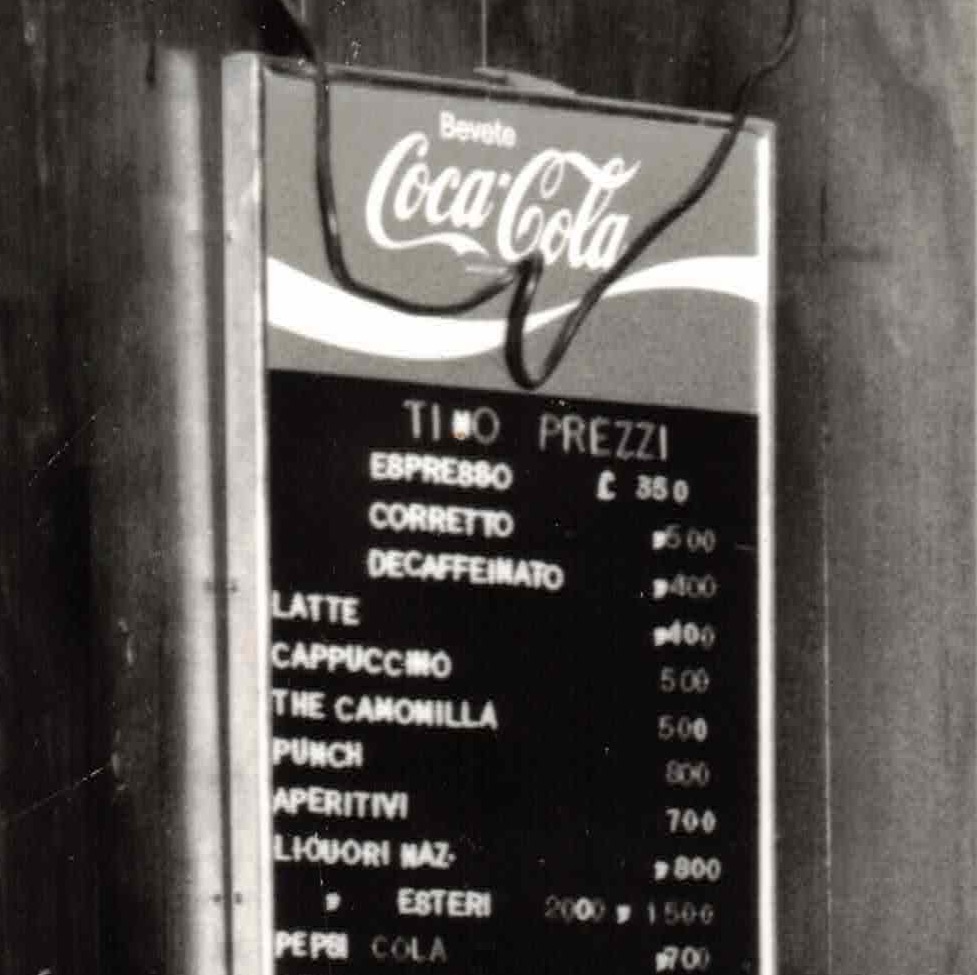 Bevete
Coca-Cola
TINO PREZZI
ESPRESSO £ 350
CORRETTO " 500
DECAFFEINATO " 400
LATTE " 400
CAPPUCCINO 500
THE CAMOMILLA 500
PUNCH 800
APERITIVI 700
LIQUORI NAZ. " 800
" ESTERI 2000 " 1500
PEPSI COLA " 700